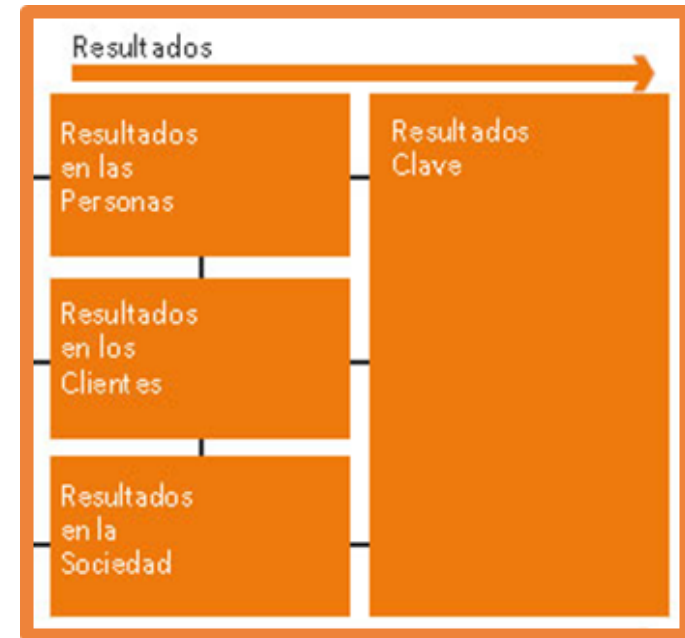 Resultados
Resultados
en las
Personas
Resultados
Clave
Resultados
en los
Clientes
Resultados
en la
Sociedad